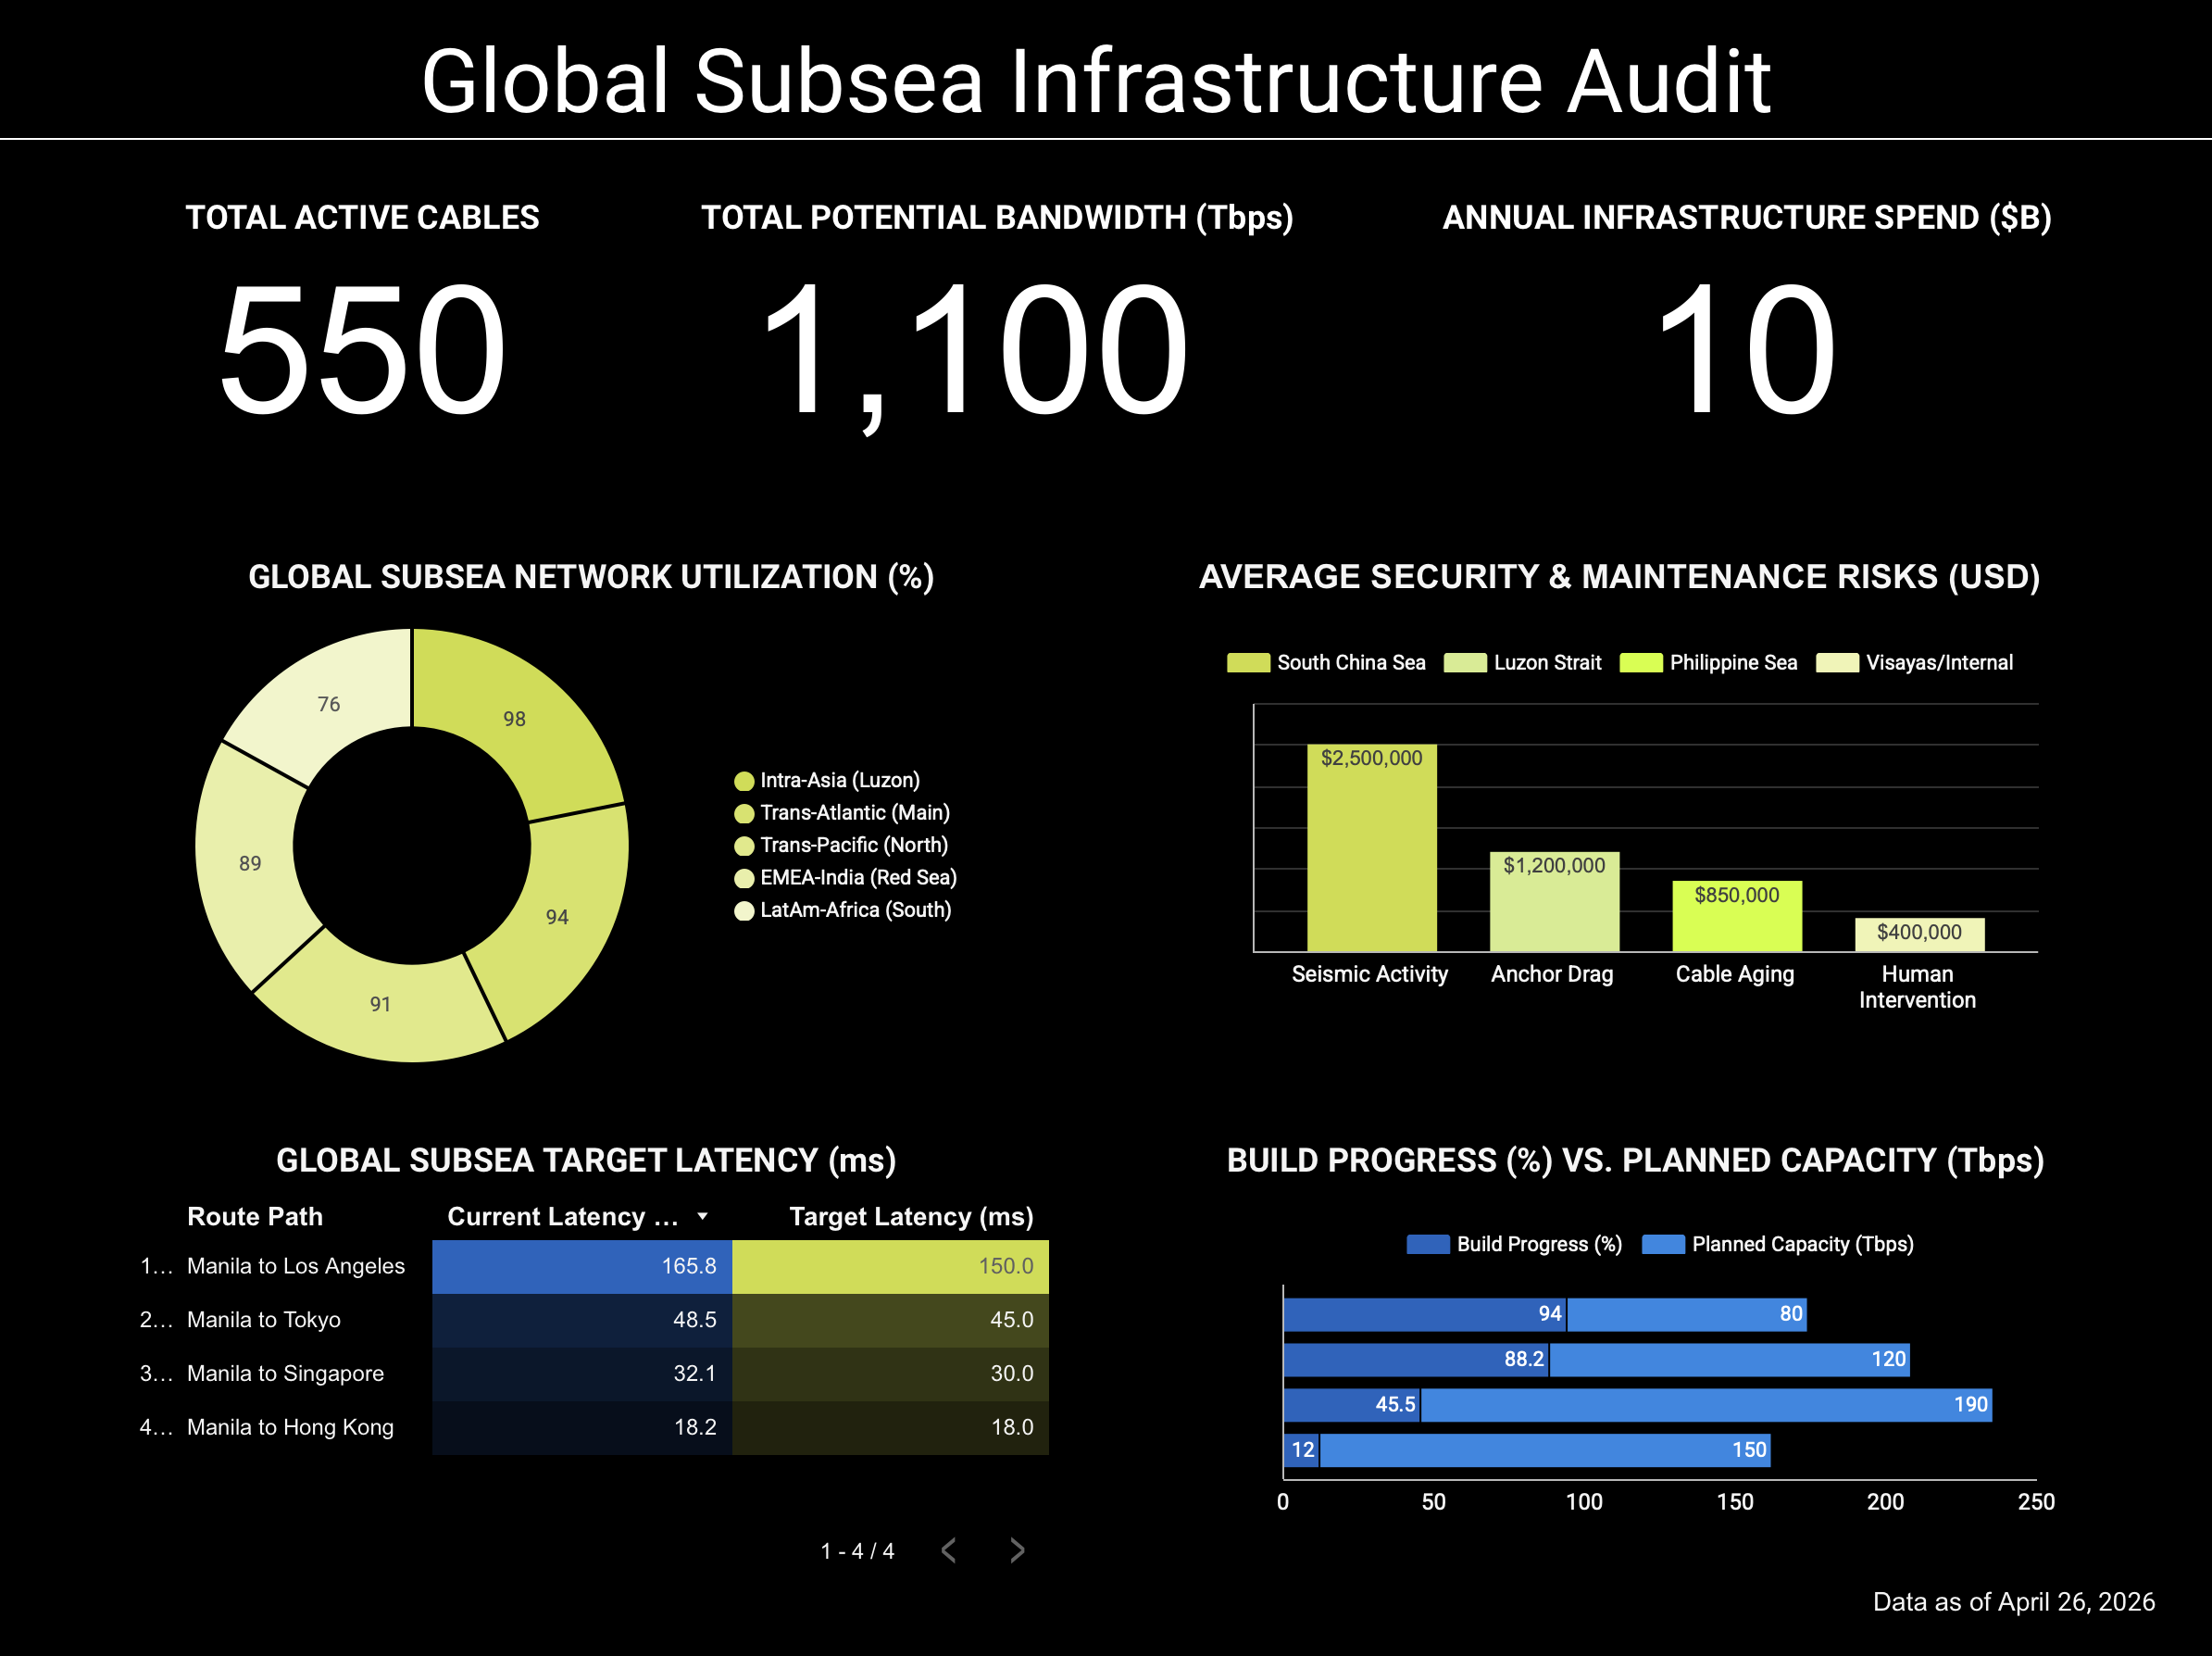 Global Subsea Infrastructure Audit
TOTAL ACTIVE CABLES
550
TOTAL POTENTIAL BANDWIDTH (Tbps)
1,100
ANNUAL INFRASTRUCTURE SPEND ($B)
10
GLOBAL SUBSEA NETWORK UTILIZATION (%)
98
94
91
89
76
Intra-Asia (Luzon)
Trans-Atlantic (Main)
Trans-Pacific (North)
EMEA-India (Red Sea)
LatAm-Africa (South)
AVERAGE SECURITY & MAINTENANCE RISKS (USD)
South China Sea Luzon Strait Philippine Sea Visayas/Internal
$2,500,000
$1,200,000
$850,000
$400,000
Seismic Activity Anchor Drag Cable Aging Human
Intervention
GLOBAL SUBSEA TARGET LATENCY (ms)
Route Path Current Latency ... Target Latency (ms)
1... Manila to Los Angeles 165.8 150.0
2... Manila to Tokyo 48.5 45.0
3... Manila to Singapore 32.1 30.0
4... Manila to Hong Kong 18.2 18.0
1 - 4 / 4
BUILD PROGRESS (%) VS. PLANNED CAPACITY (Tbps)
Build Progress (%) Planned Capacity (Tbps)
94 80
88.2 120
45.5 190
12 150
0 50 100 150 200 250
Data as of April 26, 2026